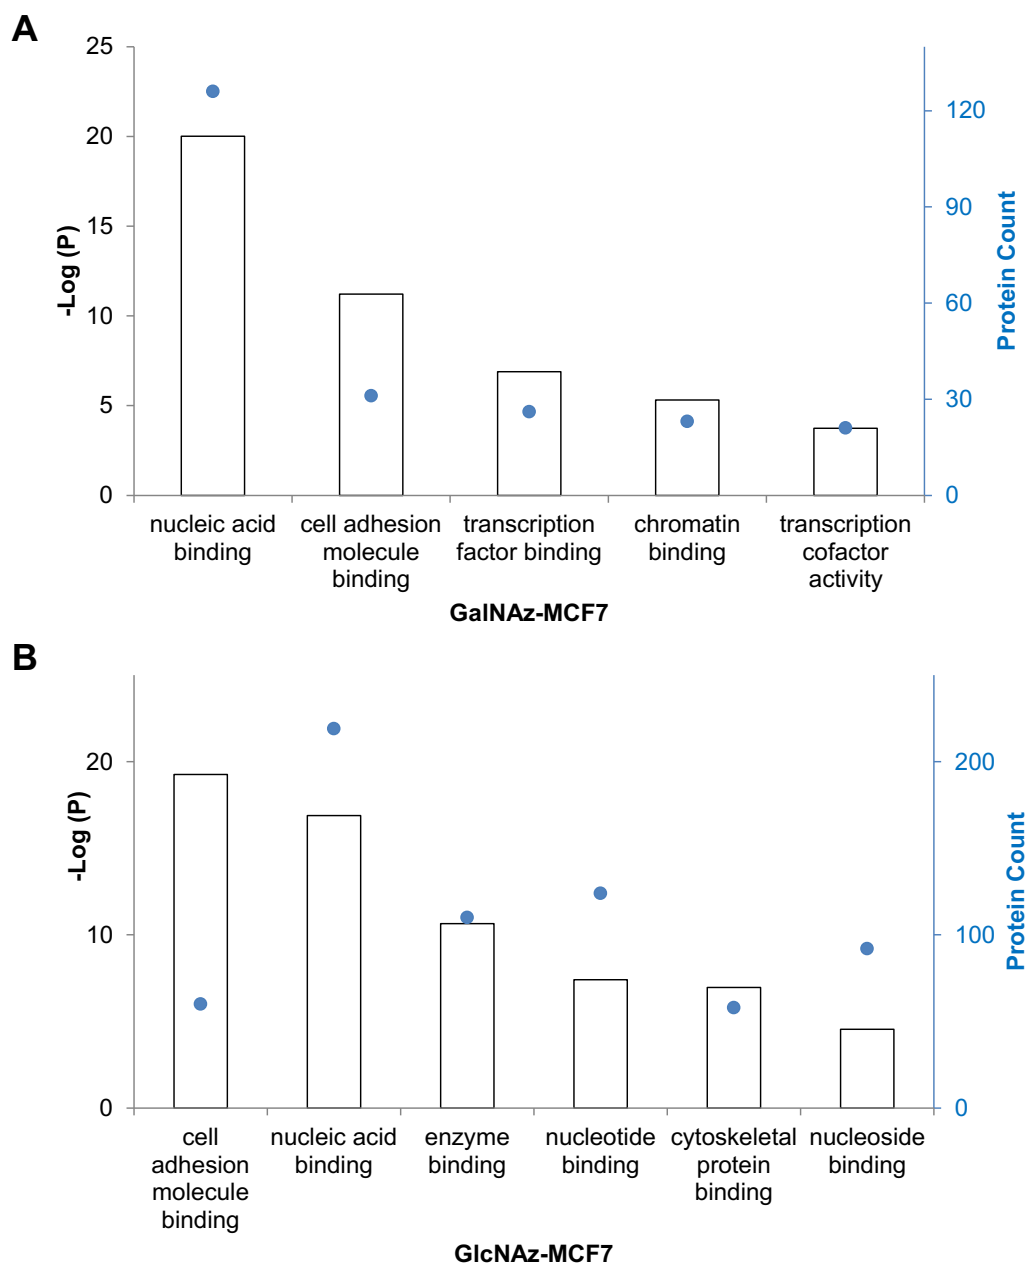 A
25
20
15
10
5
0
-Log (P)
120
90
60
30
0
Protein Count
nucleic acid
binding
cell adhesion
molecule
binding
transcription
factor binding
chromatin
binding
transcription
cofactor
activity
GalNAz-MCF7
B
20
10
0
-Log (P)
200
100
0
Protein Count
cell
adhesion
molecule
binding
nucleic acid
binding
enzyme
binding
nucleotide
binding
cytoskeletal
protein
binding
nucleoside
binding
GlcNAz-MCF7